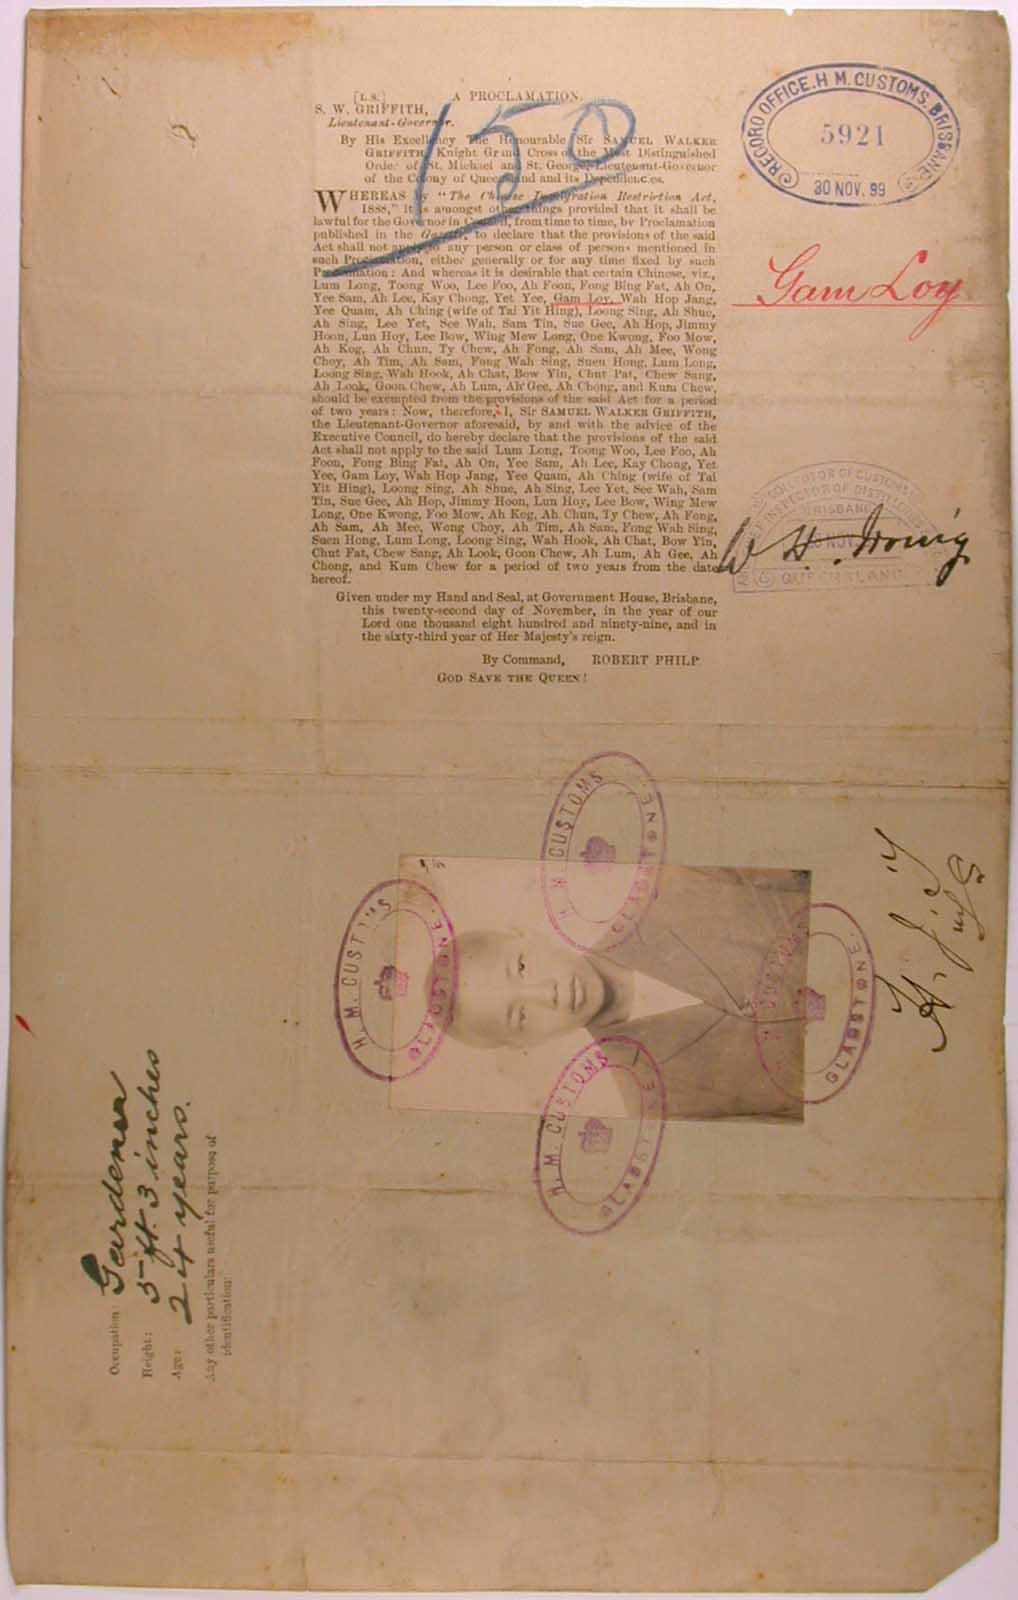 [L.S.] A PROCLAMATION.
S. W. GRIFFITH,
Lieutenant-Governor.
By His Excellency The Honourable Sir SAMUEL WALKER
GRIFFITH, Knight Grand Cross of the Most Distinguished
Order of St. Michael and St. George, Lieutenant-Governor
of the Colony of Queensland and its Dependencies.
WHEREAS by "The Chinese Immigration Restriction Act,
1888," it is amongst other things provided that it shall be
lawful for the Governor in Council, from time to time, by Proclamation
published in the Gazette, to declare that the provisions of the said
Act shall not apply to any person or class of persons mentioned in
such Proclamation, either generally or for any time fixed by such
Proclamation: And whereas it is desirable that certain Chinese, viz.,
Lum Long, Toong Woo, Lee Foo, Ah Foon, Fong Bing Fat, Ah On,
Yee Sam, Ah Lee, Kay Chong, Yet Yee, Gam Loy, Wah Hop Jang,
Yee Quam, Ah Ching (wife of Tai Yit Hing), Loong Sing, Ah Shue,
Ah Sing, Lee Yet, See Wah, Sam Tin, Sue Gee, Ah Hop, Jimmy
Hoon, Lun Hoy, Lee Bow, Wing Mew Long, One Kwong, Foo Mow,
Ah Kog, Ah Chun, Ty Chew, Ah Fong, Ah Sam, Ah Mee, Wong
Choy, Ah Tim, Ah Sam, Fong Wah Sing, Suen Hong, Lum Long,
Loong Sing, Wah Hook, Ah Chat, Bow Yin, Chut Fat, Chew Sang,
Ah Look, Goon Chew, Ah Lum, Ah Gee, Ah Chong, and Kum Chew,
should be exempted from the provisions of the said Act for a period
of two years: Now, therefore, I, Sir SAMUEL WALKER GRIFFITH,
the Lieutenant-Governor aforesaid, by and with the advice of the
Executive Council, do hereby declare that the provisions of the said
Act shall not apply to the said Lum Long, Toong Woo, Lee Foo, Ah
Foon, Fong Bing Fat, Ah On, Yee Sam, Ah Lee, Kay Chong, Yet
Yee, Gam Loy, Wah Hop Jang, Yee Quam, Ah Ching (wife of Tai
Yit Hing), Loong Sing, Ah Shue, Ah Sing, Lee Yet, See Wah, Sam
Tin, Sue Gee, Ah Hop, Jimmy Hoon, Lun Hoy, Lee Bow, Wing Mew
Long, One Kwong, Foo Mow, Ah Kog, Ah Chun, Ty Chew, Ah Fong,
Ah Sam, Ah Mee, Wong Choy, Ah Tim, Ah Sam, Fong Wah Sing,
Suen Hong, Lum Long, Loong Sing, Wah Hook, Ah Chat, Bow Yin,
Chut Fat, Chew Sang, Ah Look, Goon Chew, Ah Lum, Ah Gee, Ah
Chong, and Kum Chew for a period of two years from the date
hereof.
Given under my Hand and Seal, at Government House, Brisbane,
this twenty-second day of November, in the year of our
Lord one thousand eight hundred and ninety-nine, and in
the sixty-third year of Her Majesty's reign.
By Command, ROBERT PHILP
GOD SAVE THE QUEEN!
150
RECORD OFFICE. H M. CUSTOMS. BRISBANE
5921
30 NOV. 99
Gam Loy
COLLECTOR OF CUSTOMS
BRISBANE
NOV
QUEENSLAND
W H.
H. M. CUSTOMS
GLADSTONE.
H. M. CUSTOMS
GLADSTONE.
H. M. CUSTOMS
GLADSTONE.
CUSTOMS
GLADSTONE.
Occupation: Gardener
Height: 5 ft. 3 inches
Age: 24 years.
Any other particulars useful for purpose of
identification: